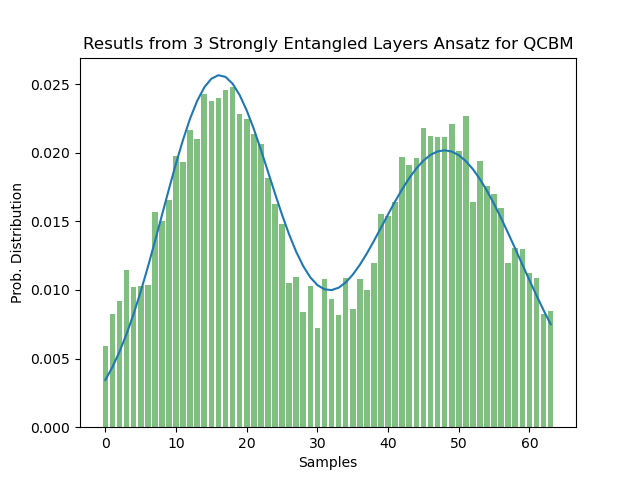 Resutls from 3 Strongly Entangled Layers Ansatz for QCBM
0.025
0.020
0.015
0.010
0.005
0.000
Prob. Distribution
0 10 20 30 40 50 60
Samples